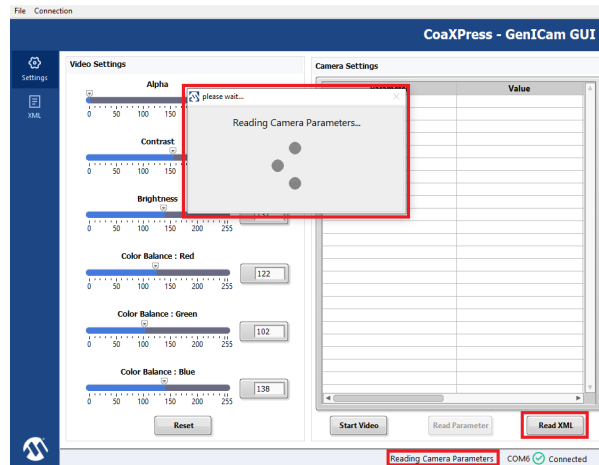 File Connection
CoaXPress - GenICam GUI
Settings
XML
Video Settings
Alpha
0 50 100 150
Contrast
0 50 100 150
Brightness
0 50 100 150 200 255
Color Balance : Red
122
0 50 100 150 200 255
Color Balance : Green
102
0 50 100 150 200 255
Color Balance : Blue
138
0 50 100 150 200 255
Reset
Camera Settings
Value
please wait...
Reading Camera Parameters...
Start Video
Read Parameter
Read XML
Reading Camera Parameters
COM6
Connected